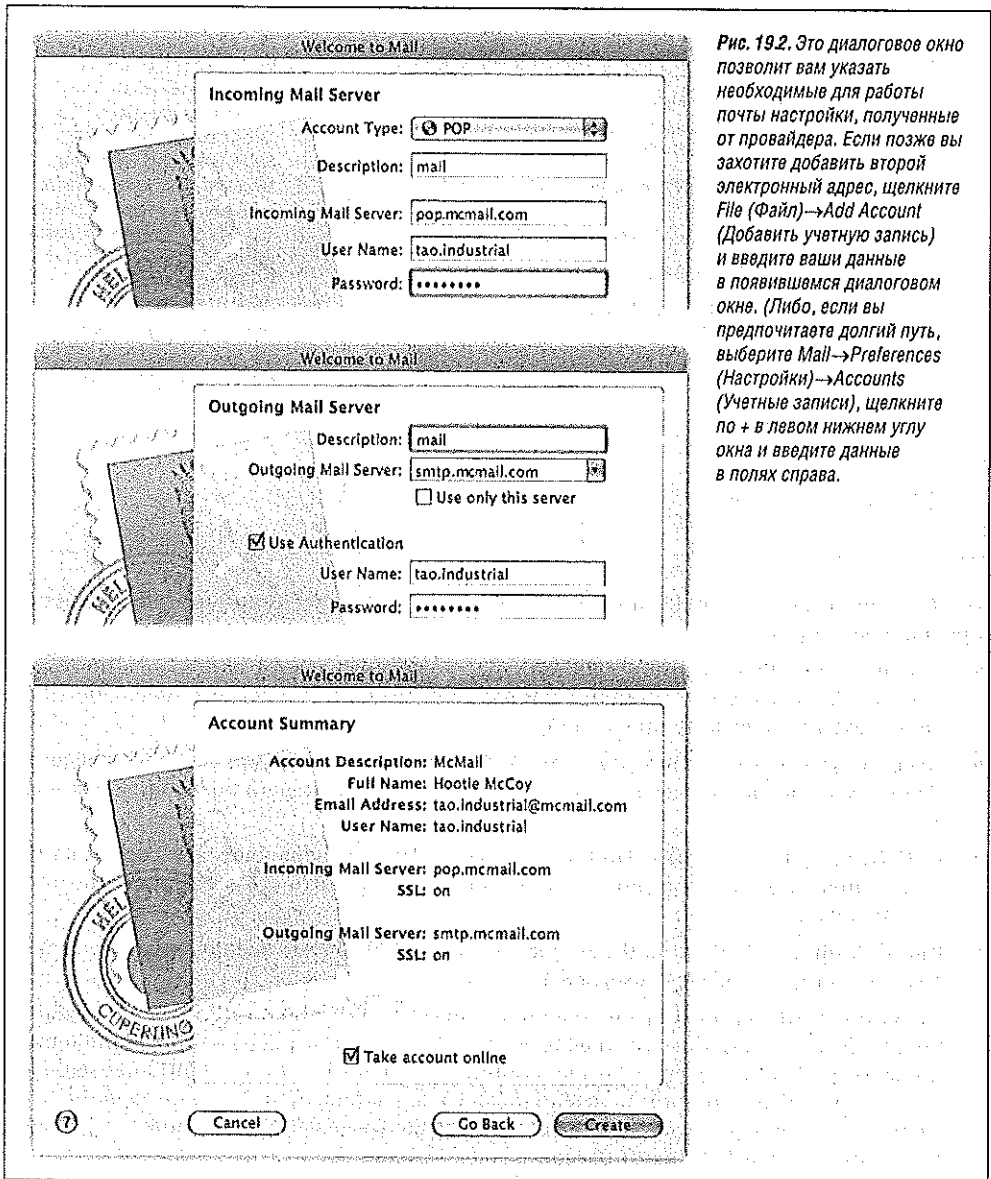 Welcome to Mail
Incoming Mail Server
Account Type: POP
Description: mail
Incoming Mail Server: pop.mcmail.com
User Name: tao.industrial
Password: ••••••••
HEL
Welcome to Mail
Outgoing Mail Server
Description: mail
Outgoing Mail Server: smtp.mcmail.com
Use only this server
Use Authentication
User Name: tao.industrial
Password: ••••••••
HEL
Welcome to Mail
Account Summary
Account Description: McMail
Full Name: Hootie McCoy
Email Address: tao.industrial@mcmail.com
User Name: tao.industrial
Incoming Mail Server: pop.mcmail.com
SSL: on
Outgoing Mail Server: smtp.mcmail.com
SSL: on
HEL
CUPERTINO
Take account online
?
Cancel
Go Back
Create
Рис. 19.2. Это диалоговое окно
позволит вам указать
необходимые для работы
почты настройки, полученные
от провайдера. Если позже вы
захотите добавить второй
электронный адрес, щелкните
File (Файл)→Add Account
(Добавить учетную запись)
и введите ваши данные
в появившемся диалоговом
окне. (Либо, если вы
предпочитаете долгий путь,
выберите Mail→Preferences
(Настройки)→Accounts
(Учетные записи), щелкните
по + в левом нижнем углу
окна и введите данные
в полях справа.